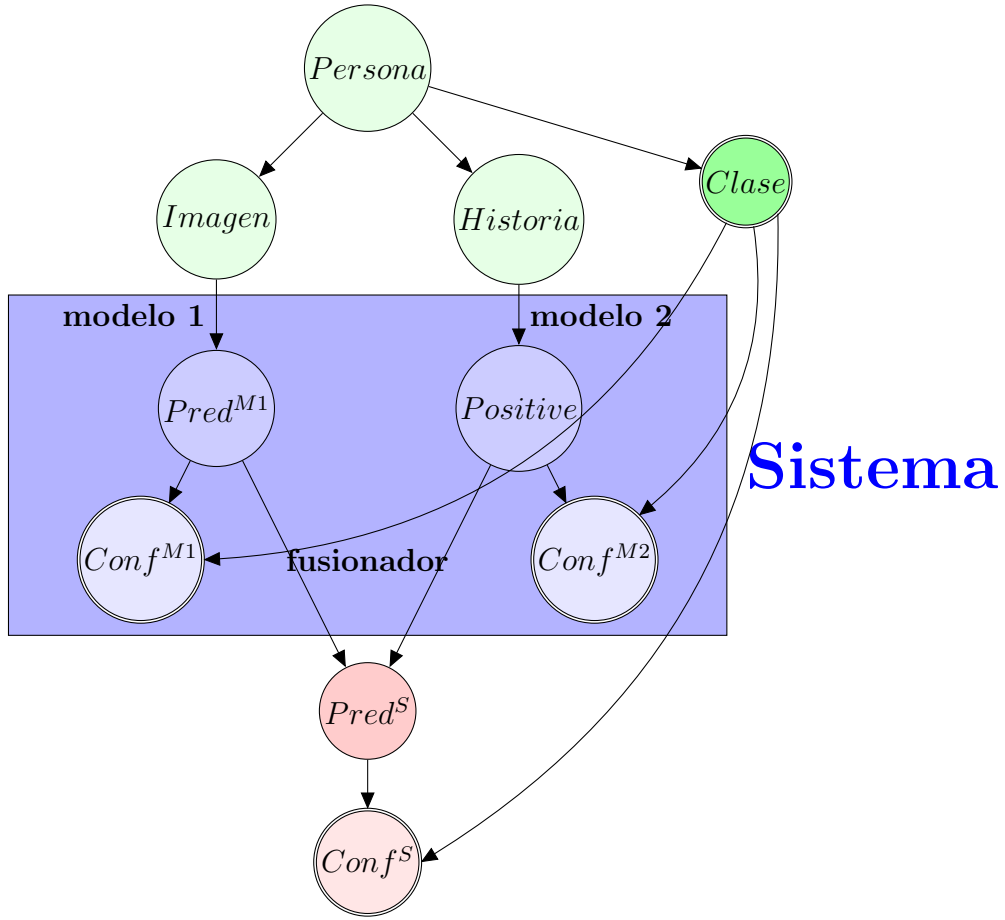 Persona
Clase
Imagen
Historia
modelo 1
modelo 2
Pred^{M1}
Positive
Sistema
Conf^{M1}
fusionador
Conf^{M2}
Pred^{S}
Conf^{S}